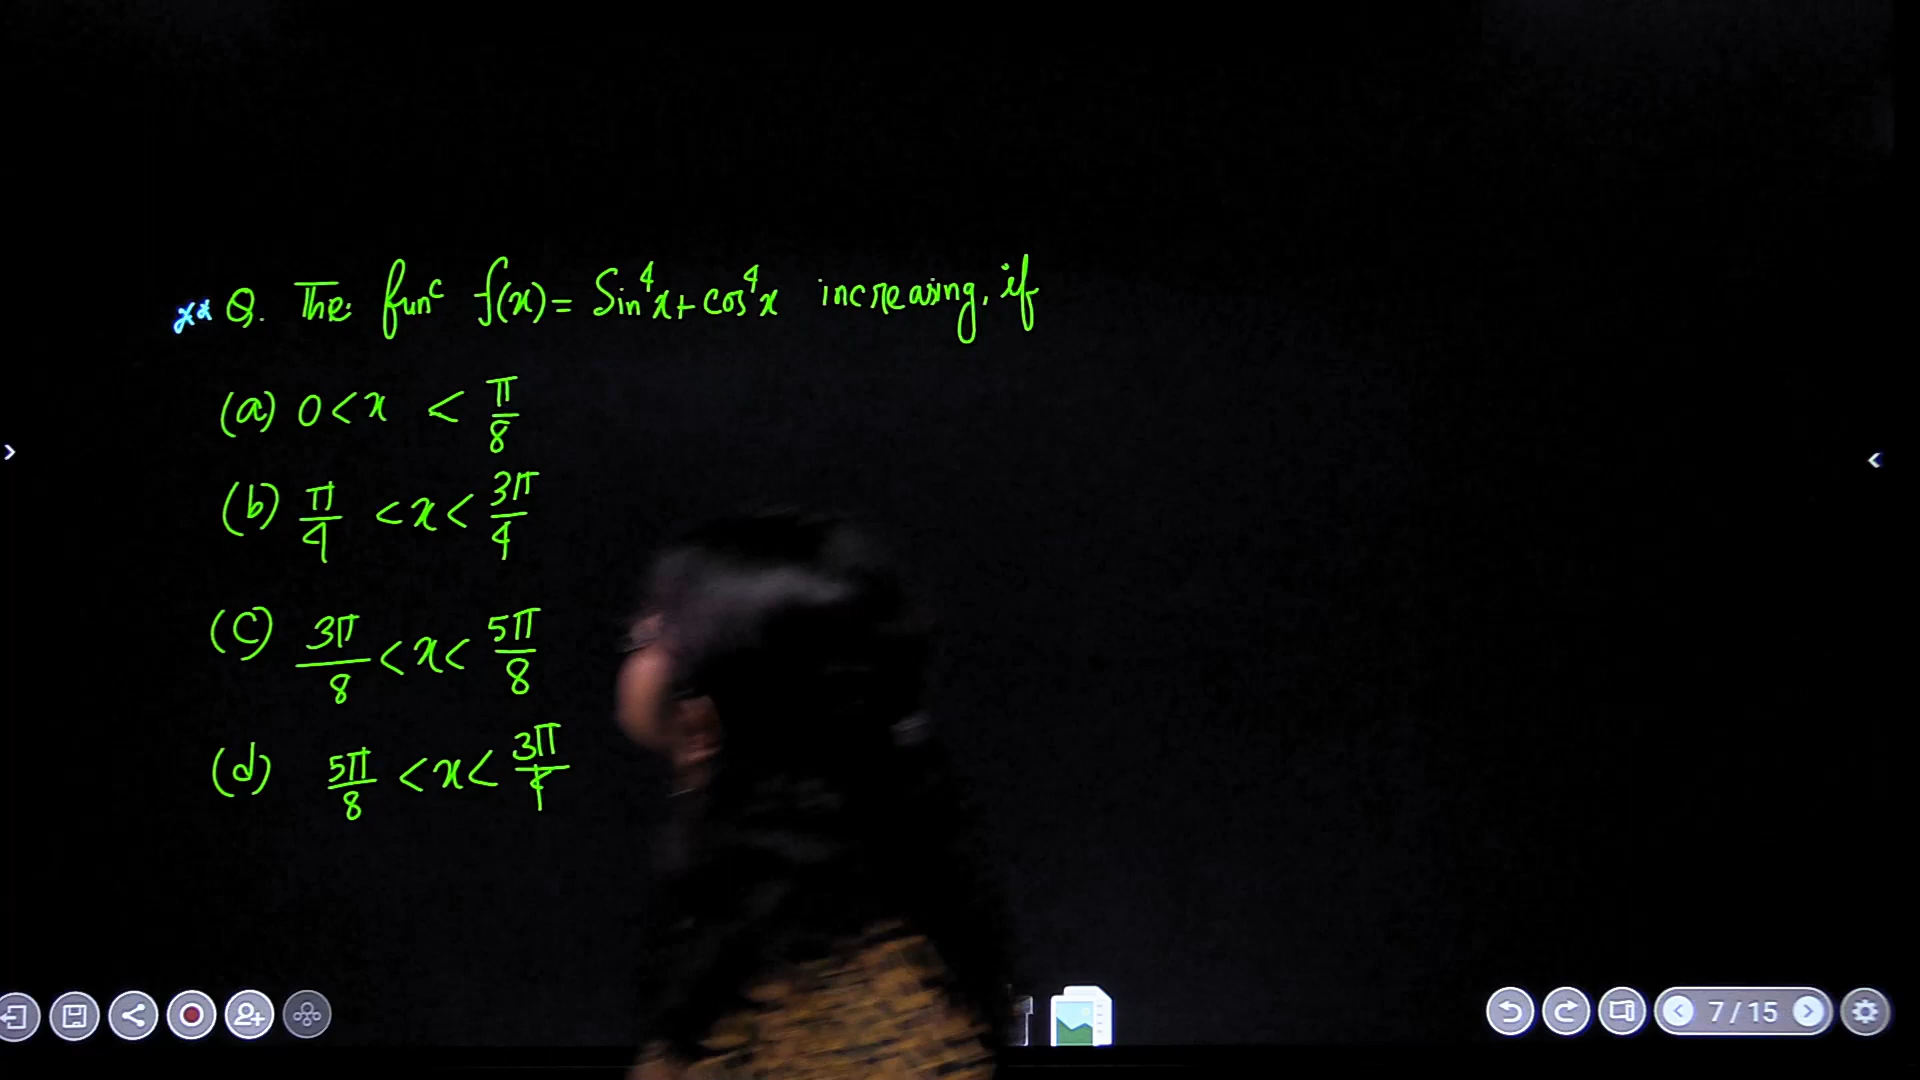 ** Q. The func f(x) = Sin⁴x + cos⁴x increasing, if
(a) 0 < x < π/8
(b) π/4 < x < 3π/4
(c) 3π/8 < x < 5π/8
(d) 5π/8 < x < 3π/4
7/15